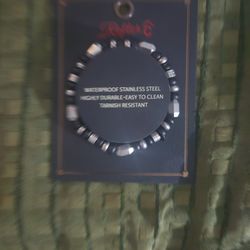 WATERPROOF STAINLESS STEEL
HIGHLY DURABLE-EASY TO CLEAN
TARNISH RESISTANT